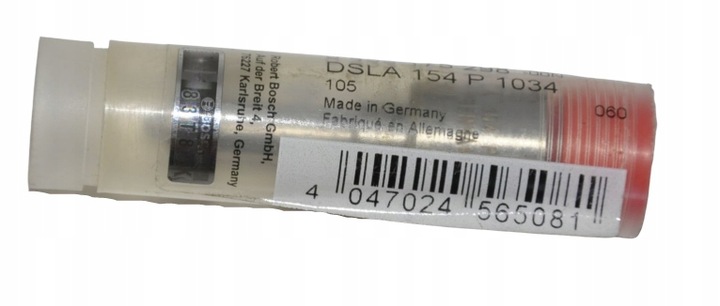 DSLA 154 P 1034
105
Made in Germany
Fabriqué en Allemagne
060
Robert Bosch GmbH,
Auf der Breit 4,
76227 Karlsruhe, Germany
4 047024 565081